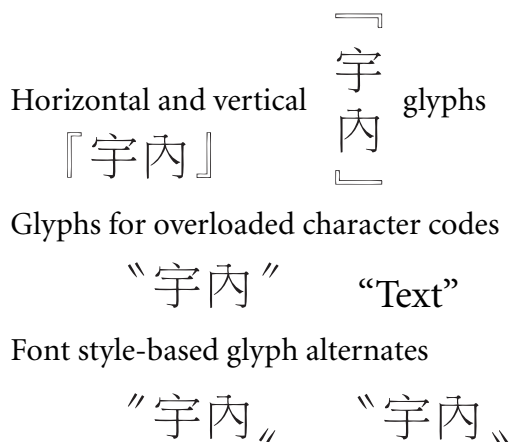 『宇內』
Horizontal and vertical glyphs
『宇內』
Glyphs for overloaded character codes
〝宇內〞 “Text”
Font style-based glyph alternates
〞宇內〟 〝宇內〟